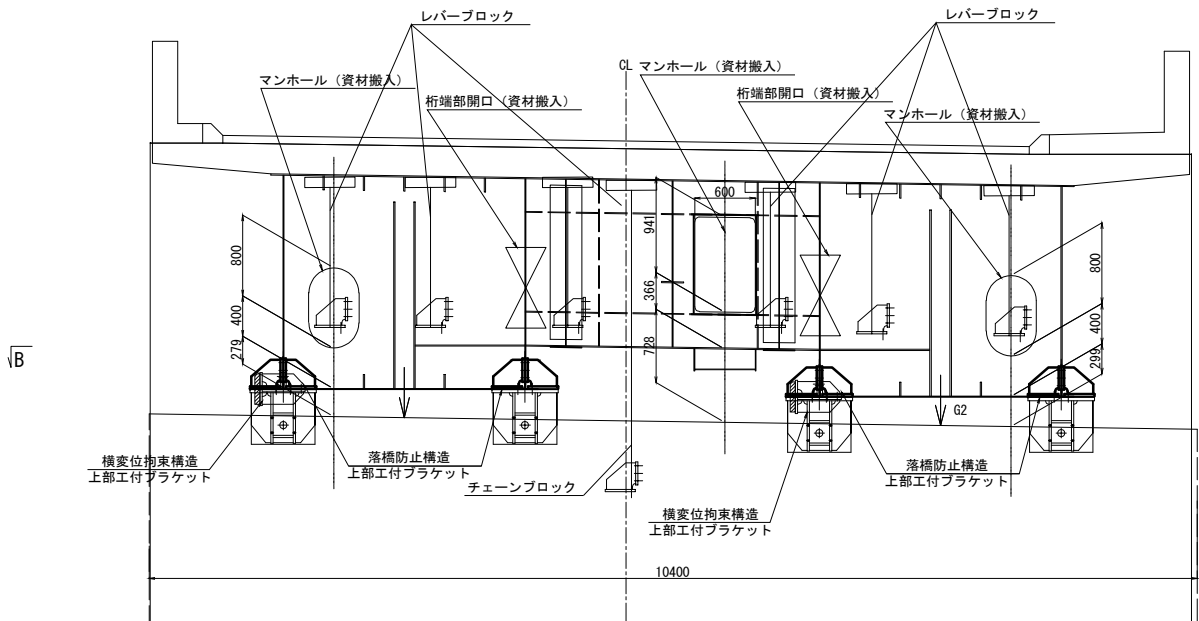 レバーブロック
レバーブロック
マンホール（資材搬入）
CL マンホール（資材搬入）
桁端部開口（資材搬入）
桁端部開口（資材搬入）
マンホール（資材搬入）
600
941
366
728
800
400
279
800
400
299
B
G2
横変位拘束構造
上部工付ブラケット
落橋防止構造
上部工付ブラケット
チェーンブロック
横変位拘束構造
上部工付ブラケット
落橋防止構造
上部工付ブラケット
10400